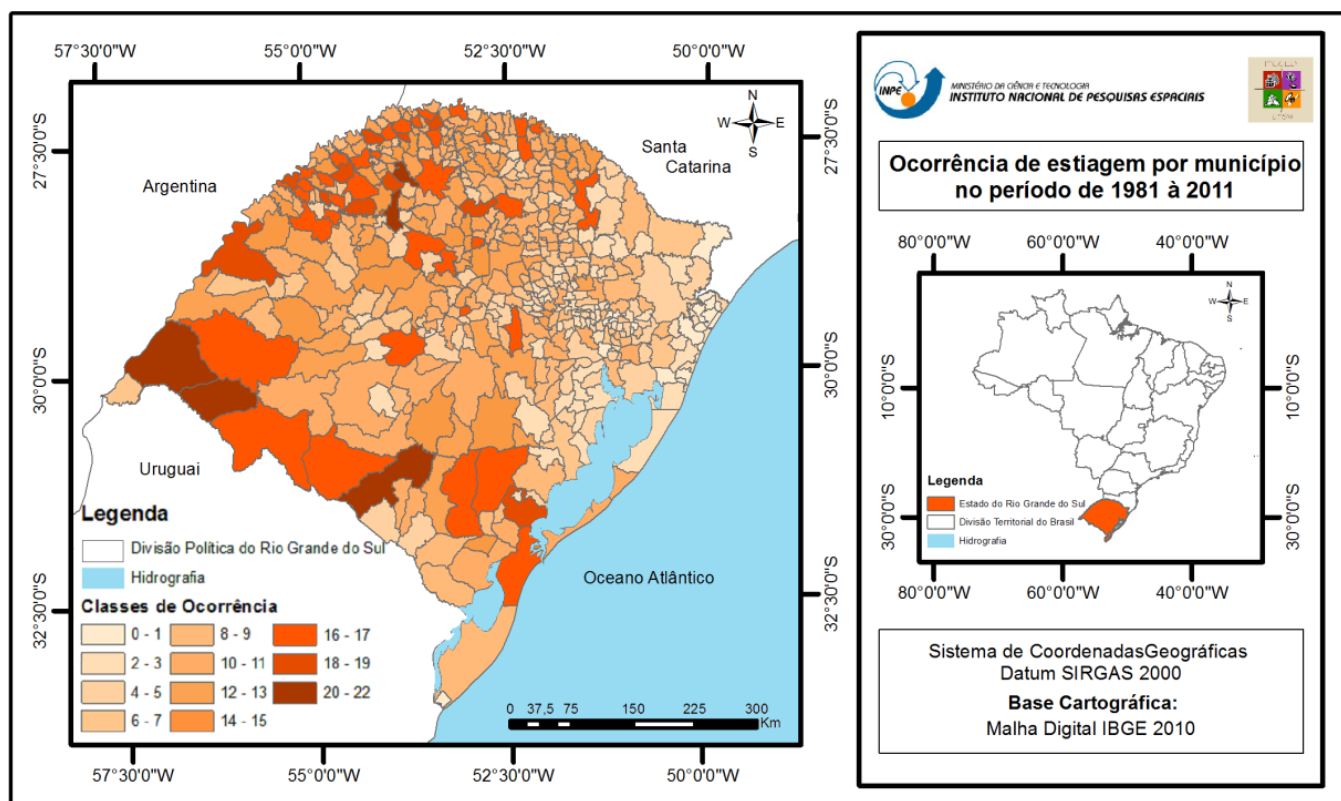 57°30'0"W 55°0'0"W 52°30'0"W 50°0'0"W
27°30'0"S
30°0'0"S
32°30'0"S
27°30'0"S
30°0'0"S
32°30'0"S
N
W E
S
Argentina
Santa
Catarina
Uruguai
Oceano Atlântico
Legenda
Divisão Política do Rio Grande do Sul
Hidrografia
Classes de Ocorrência
0 - 1
2 - 3
4 - 5
6 - 7
8 - 9
10 - 11
12 - 13
14 - 15
16 - 17
18 - 19
20 - 22
0 37,5 75 150 225 300
Km
57°30'0"W 55°0'0"W 52°30'0"W 50°0'0"W
INPE
MINISTÉRIO DA CIÊNCIA E TECNOLOGIA
INSTITUTO NACIONAL DE PESQUISAS ESPACIAIS
Ocorrência de estiagem por município
no período de 1981 à 2011
80°0'0"W 60°0'0"W 40°0'0"W
10°0'0"S
30°0'0"S
10°0'0"S
30°0'0"S
N
W E
S
Legenda
Estado do Rio Grande do Sul
Divisão Territorial do Brasil
Hidrografia
80°0'0"W 60°0'0"W 40°0'0"W
Sistema de CoordenadasGeográficas
Datum SIRGAS 2000
Base Cartográfica:
Malha Digital IBGE 2010